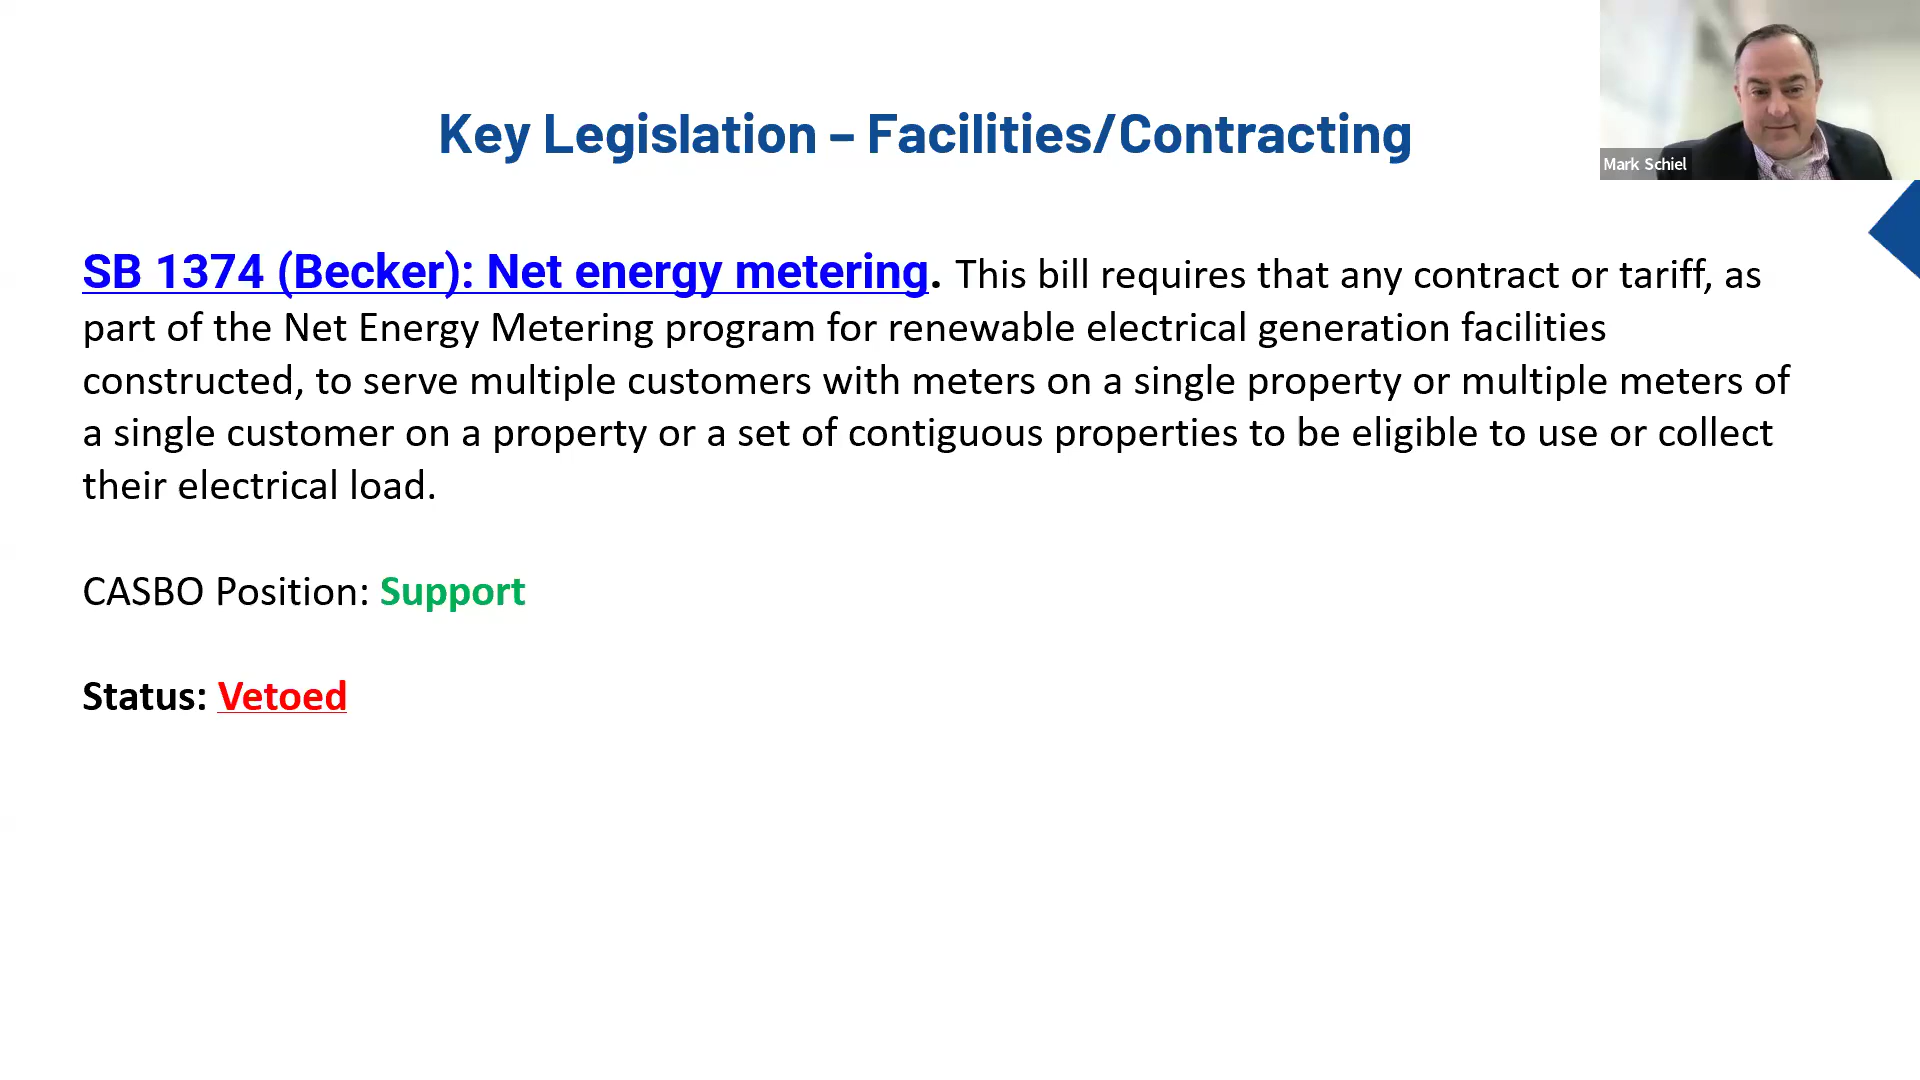 Key Legislation – Facilities/Contracting
Mark Schiel
SB 1374 (Becker): Net energy metering. This bill requires that any contract or tariff, as
part of the Net Energy Metering program for renewable electrical generation facilities
constructed, to serve multiple customers with meters on a single property or multiple meters of
a single customer on a property or a set of contiguous properties to be eligible to use or collect
their electrical load.
CASBO Position: Support
Status: Vetoed